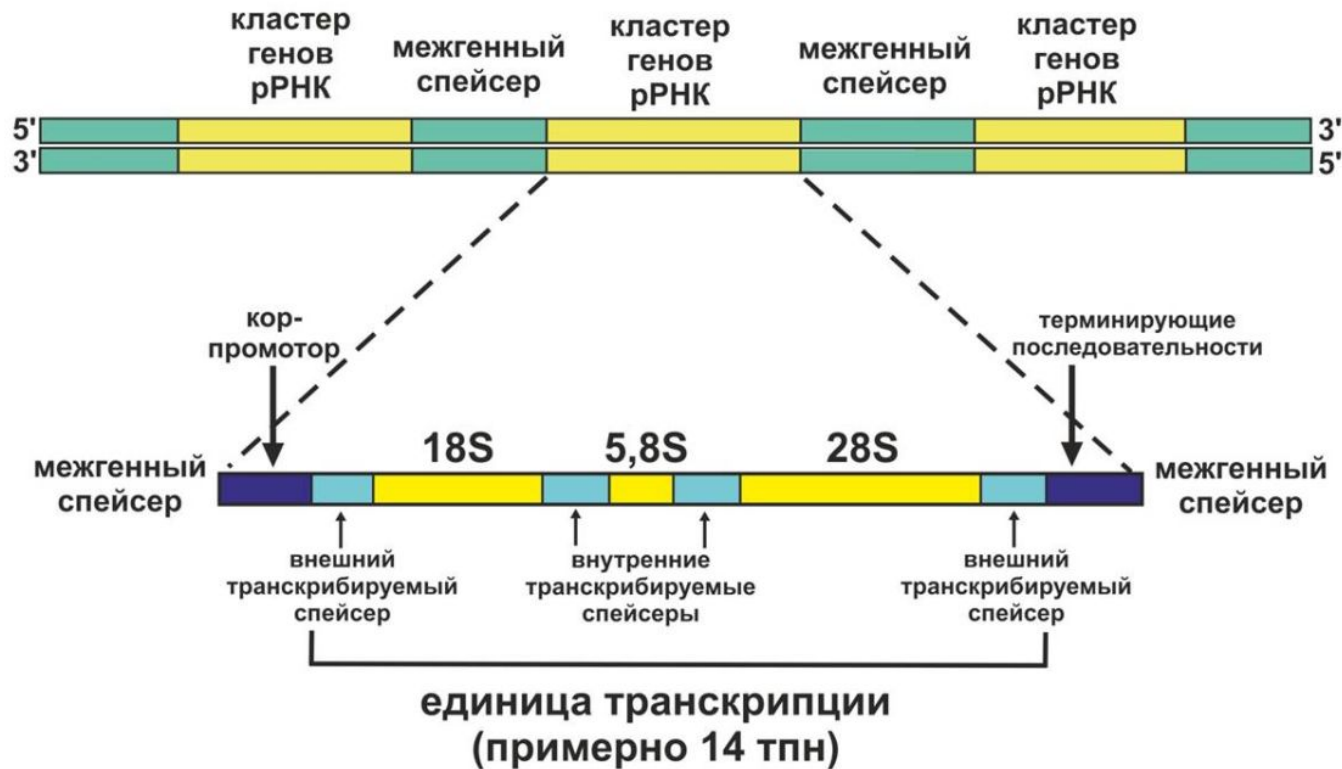 кластер
генов
рРНК
межгенный
спейсер
кластер
генов
рРНК
межгенный
спейсер
кластер
генов
рРНК
5'
3'
3'
5'
кор-
промотор
терминирующие
последовательности
межгенный
спейсер
18S
5,8S
28S
межгенный
спейсер
внешний
транскрибируемый
спейсер
внутренние
транскрибируемые
спейсеры
внешний
транскрибируемый
спейсер
единица транскрипции
(примерно 14 тпн)